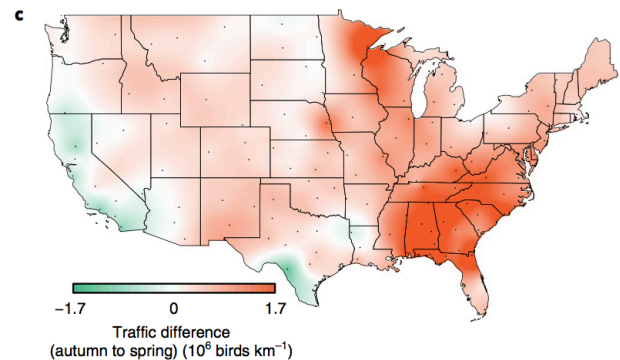 c
−1.7 0 1.7
Traffic difference
(autumn to spring) (10⁶ birds km⁻¹)